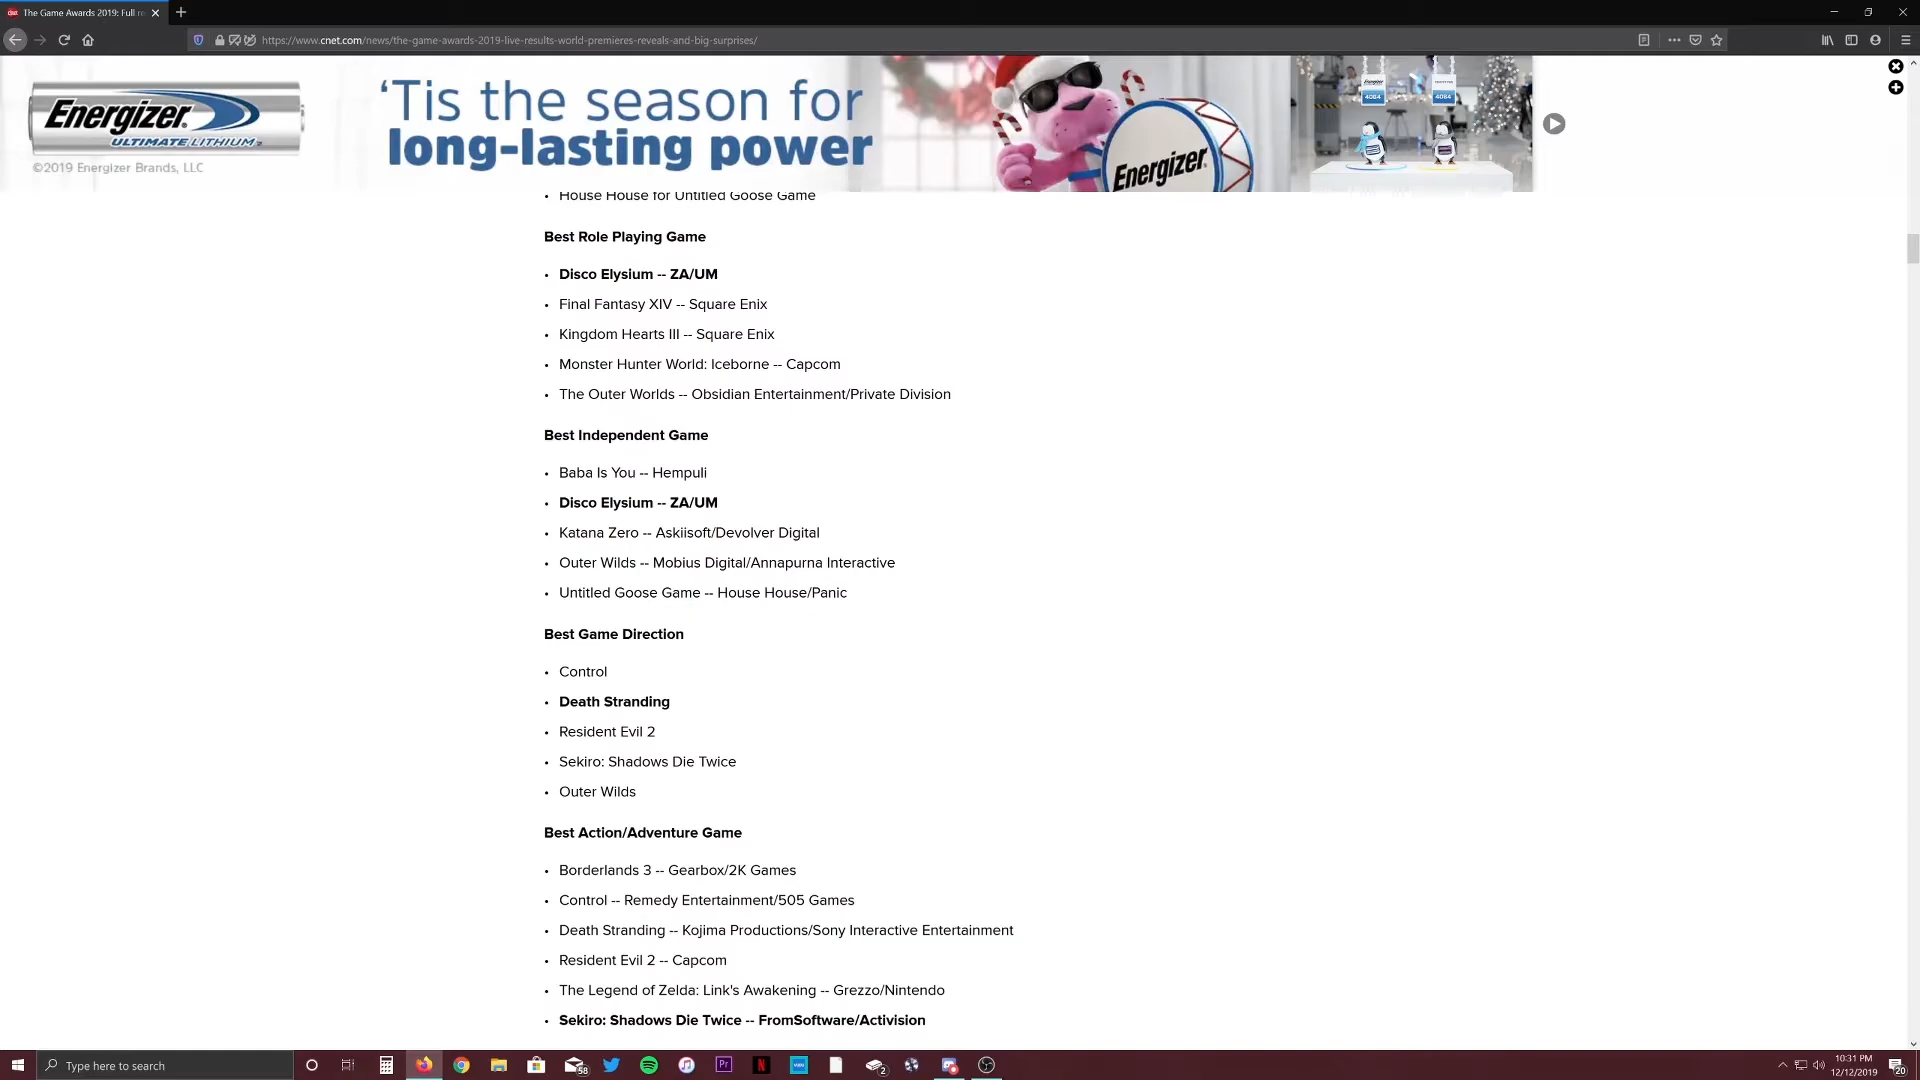 The Game Awards 2019: Full re
https://www.cnet.com/news/the-game-awards-2019-live-results-world-premieres-reveals-and-big-surprises/
Energizer
ULTIMATE LITHIUM
©2019 Energizer Brands, LLC
‘Tis the season for
long-lasting power
Energizer
4084
4084
• House House for Untitled Goose Game
Best Role Playing Game
• Disco Elysium -- ZA/UM
• Final Fantasy XIV -- Square Enix
• Kingdom Hearts III -- Square Enix
• Monster Hunter World: Iceborne -- Capcom
• The Outer Worlds -- Obsidian Entertainment/Private Division
Best Independent Game
• Baba Is You -- Hempuli
• Disco Elysium -- ZA/UM
• Katana Zero -- Askiisoft/Devolver Digital
• Outer Wilds -- Mobius Digital/Annapurna Interactive
• Untitled Goose Game -- House House/Panic
Best Game Direction
• Control
• Death Stranding
• Resident Evil 2
• Sekiro: Shadows Die Twice
• Outer Wilds
Best Action/Adventure Game
• Borderlands 3 -- Gearbox/2K Games
• Control -- Remedy Entertainment/505 Games
• Death Stranding -- Kojima Productions/Sony Interactive Entertainment
• Resident Evil 2 -- Capcom
• The Legend of Zelda: Link's Awakening -- Grezzo/Nintendo
• Sekiro: Shadows Die Twice -- FromSoftware/Activision
Type here to search
58
Pr
N
2
10:31 PM
12/12/2019
20